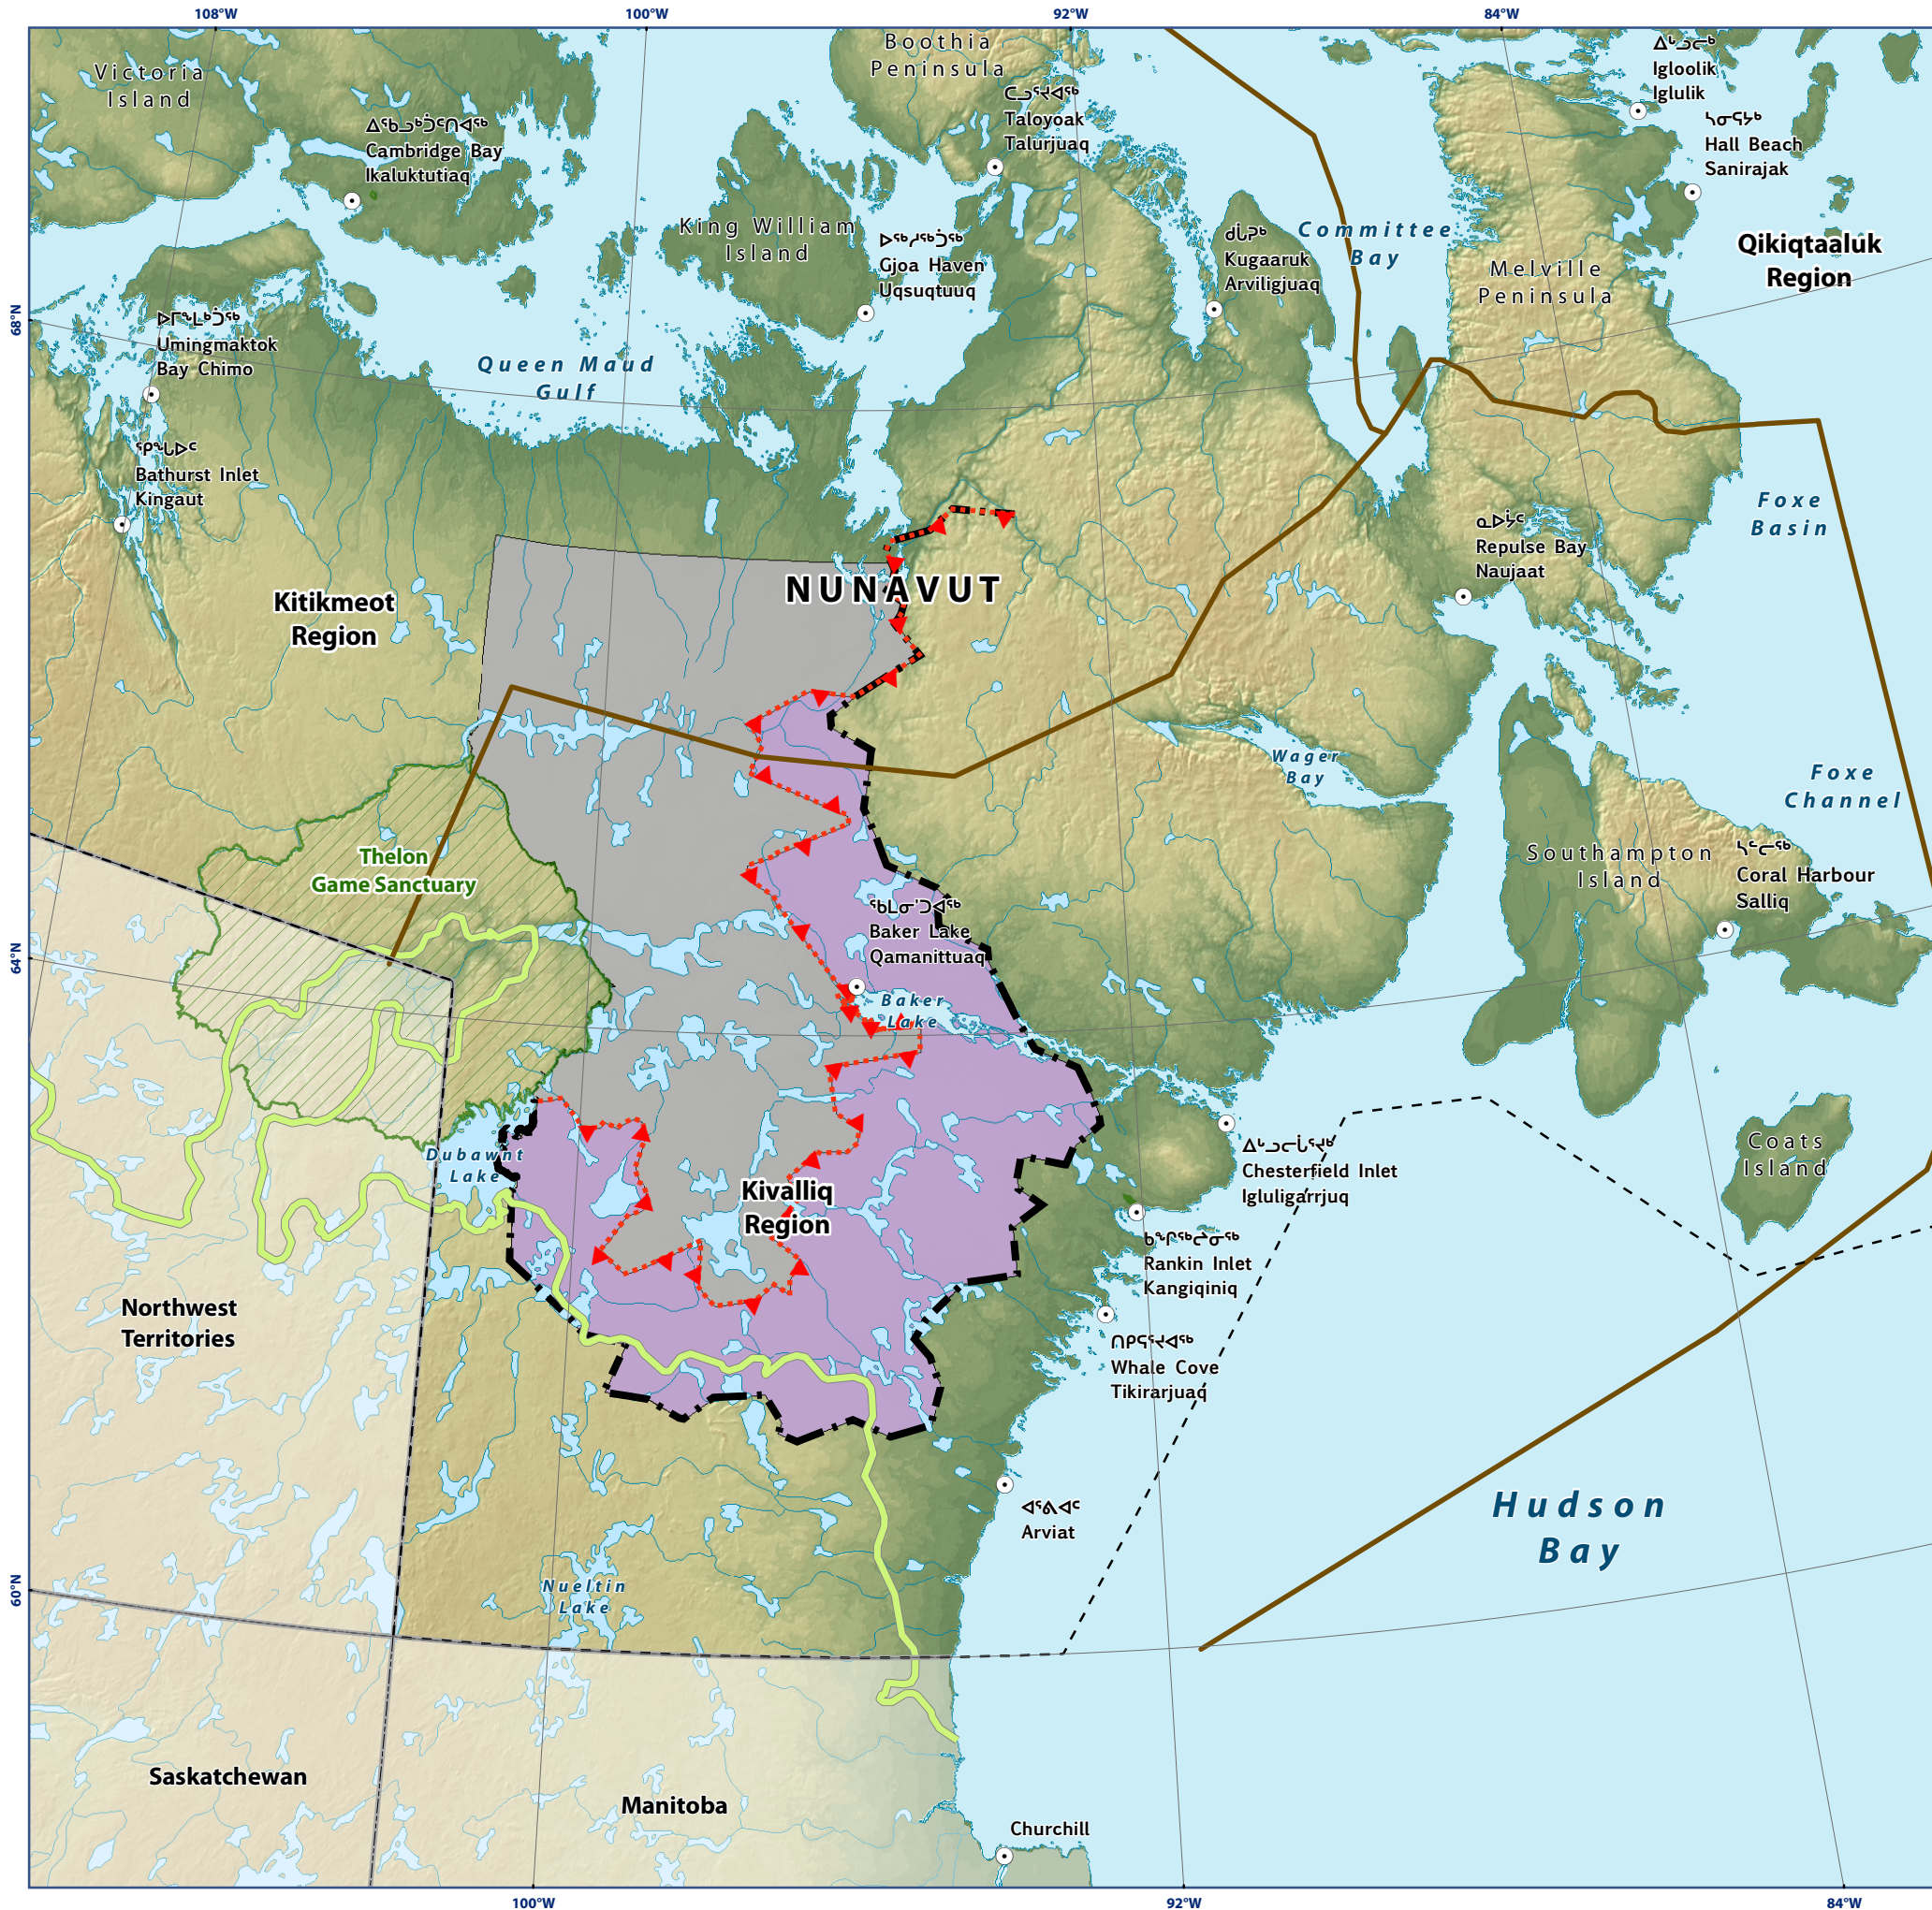 108°W
100°W
92°W
84°W
Victoria
Island
Boothia
Peninsula
ᐃᒡᓗᓕᒃ
Igloolik
Iglulik
ᑕᓗᕐᔪᐊᖅ
Taloyoak
Talurjuaq
ᓴᓂᕋᔭᒃ
Hall Beach
Sanirajak
ᐃᖃᓗᒃᑑᑦᑎᐊᖅ
Cambridge Bay
Ikaluktutiaq
King William
Island
ᐅᖅᓱᖅᑑᖅ
Gjoa Haven
Uqsuqtuuq
ᑰᒑᕈᒃ
Kugaaruk
Arviligjuaq
Committee
Bay
Melville
Peninsula
Qikiqtaaluk
Region
68°N
ᐅᒥᖕᒪᒃᑑᖅ
Umingmaktok
Bay Chimo
Queen Maud
Gulf
ᕿᖓᐅᑦ
Bathurst Inlet
Kingaut
Foxe
Basin
ᓇᐅᔮᑦ
Repulse Bay
Naujaat
NUNAVUT
Kitikmeot
Region
Wager
Bay
Foxe
Channel
Thelon
Game Sanctuary
Southampton
Island
ᓴᓪᓕᖅ
Coral Harbour
Salliq
64°N
ᖃᒪᓂ'ᑐᐊᖅ
Baker Lake
Qamanittuaq
Baker
Lake
Dubawnt
Lake
Kivalliq
Region
ᐃᒡᓗᓕᒑᕐᔪᒃ
Chesterfield Inlet
Igluligarrjuq
Coats
Island
ᑲᖏᖅᖠᓂᖅ
Rankin Inlet
Kangiqiniq
Northwest
Territories
ᑎᑭᕋᕐᔪᐊᖅ
Whale Cove
Tikirarjuaq
ᐊᕐᕕᐊᑦ
Arviat
Hudson
Bay
60°N
Nueltin
Lake
Saskatchewan
Manitoba
Churchill
100°W
92°W
84°W